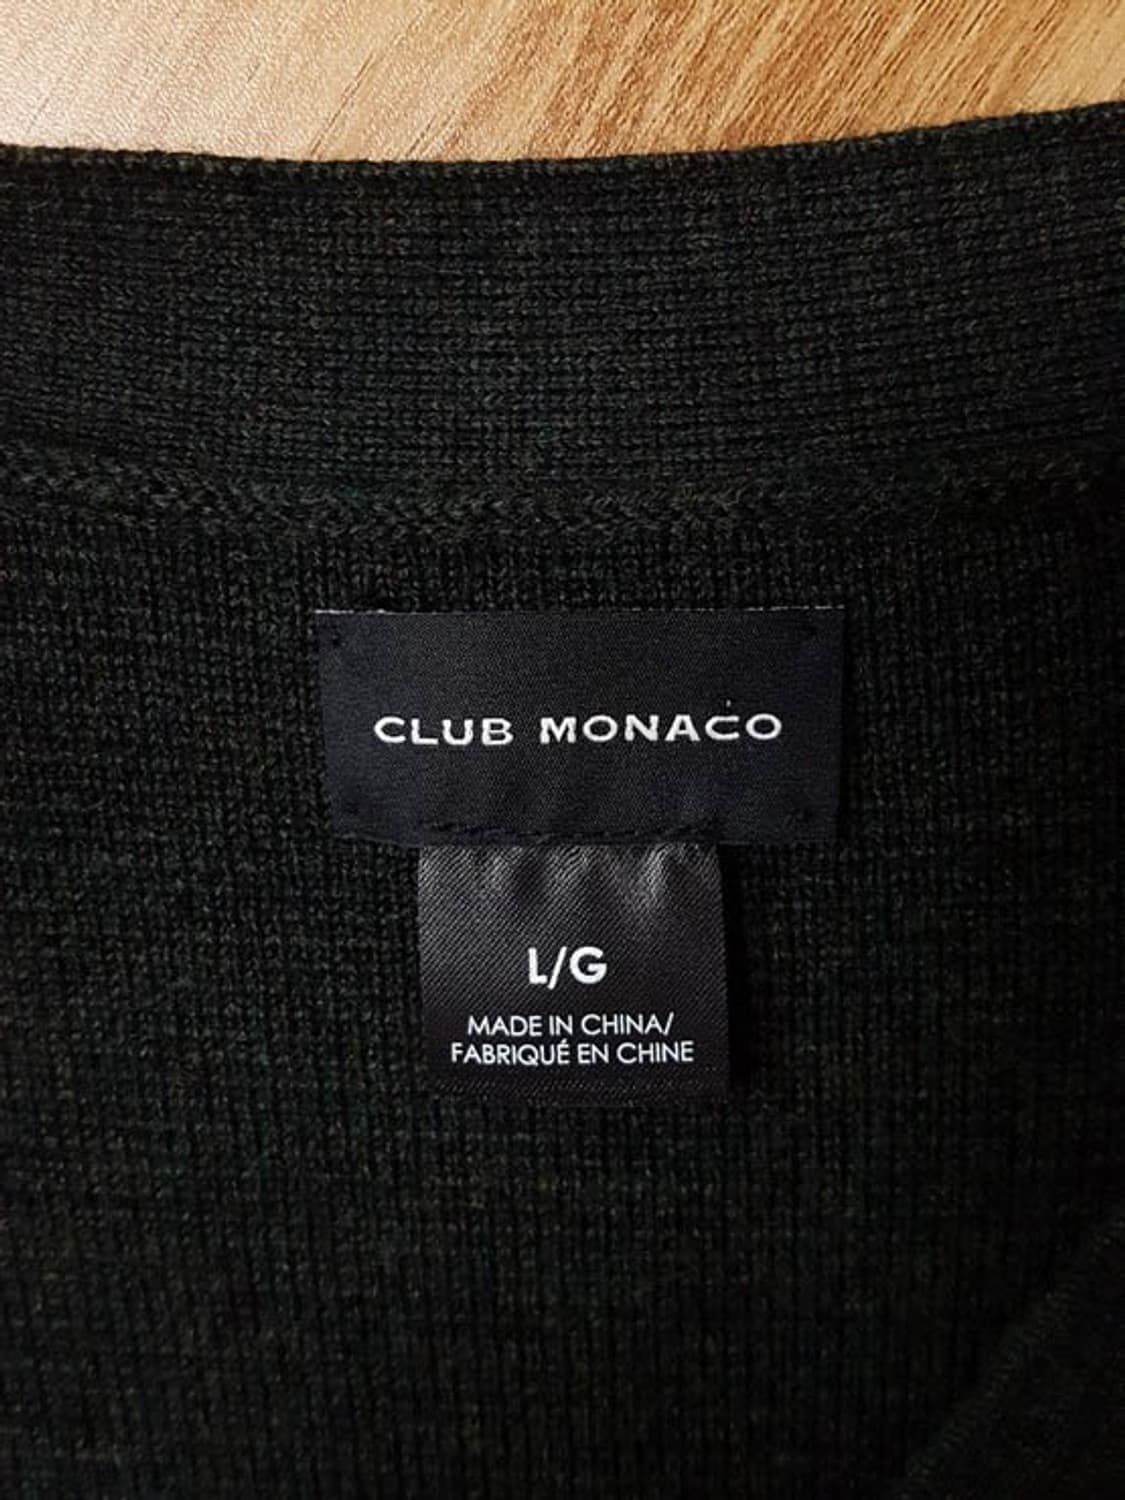 CLUB MONACO
L/G
MADE IN CHINA/
FABRIQUÉ EN CHINE